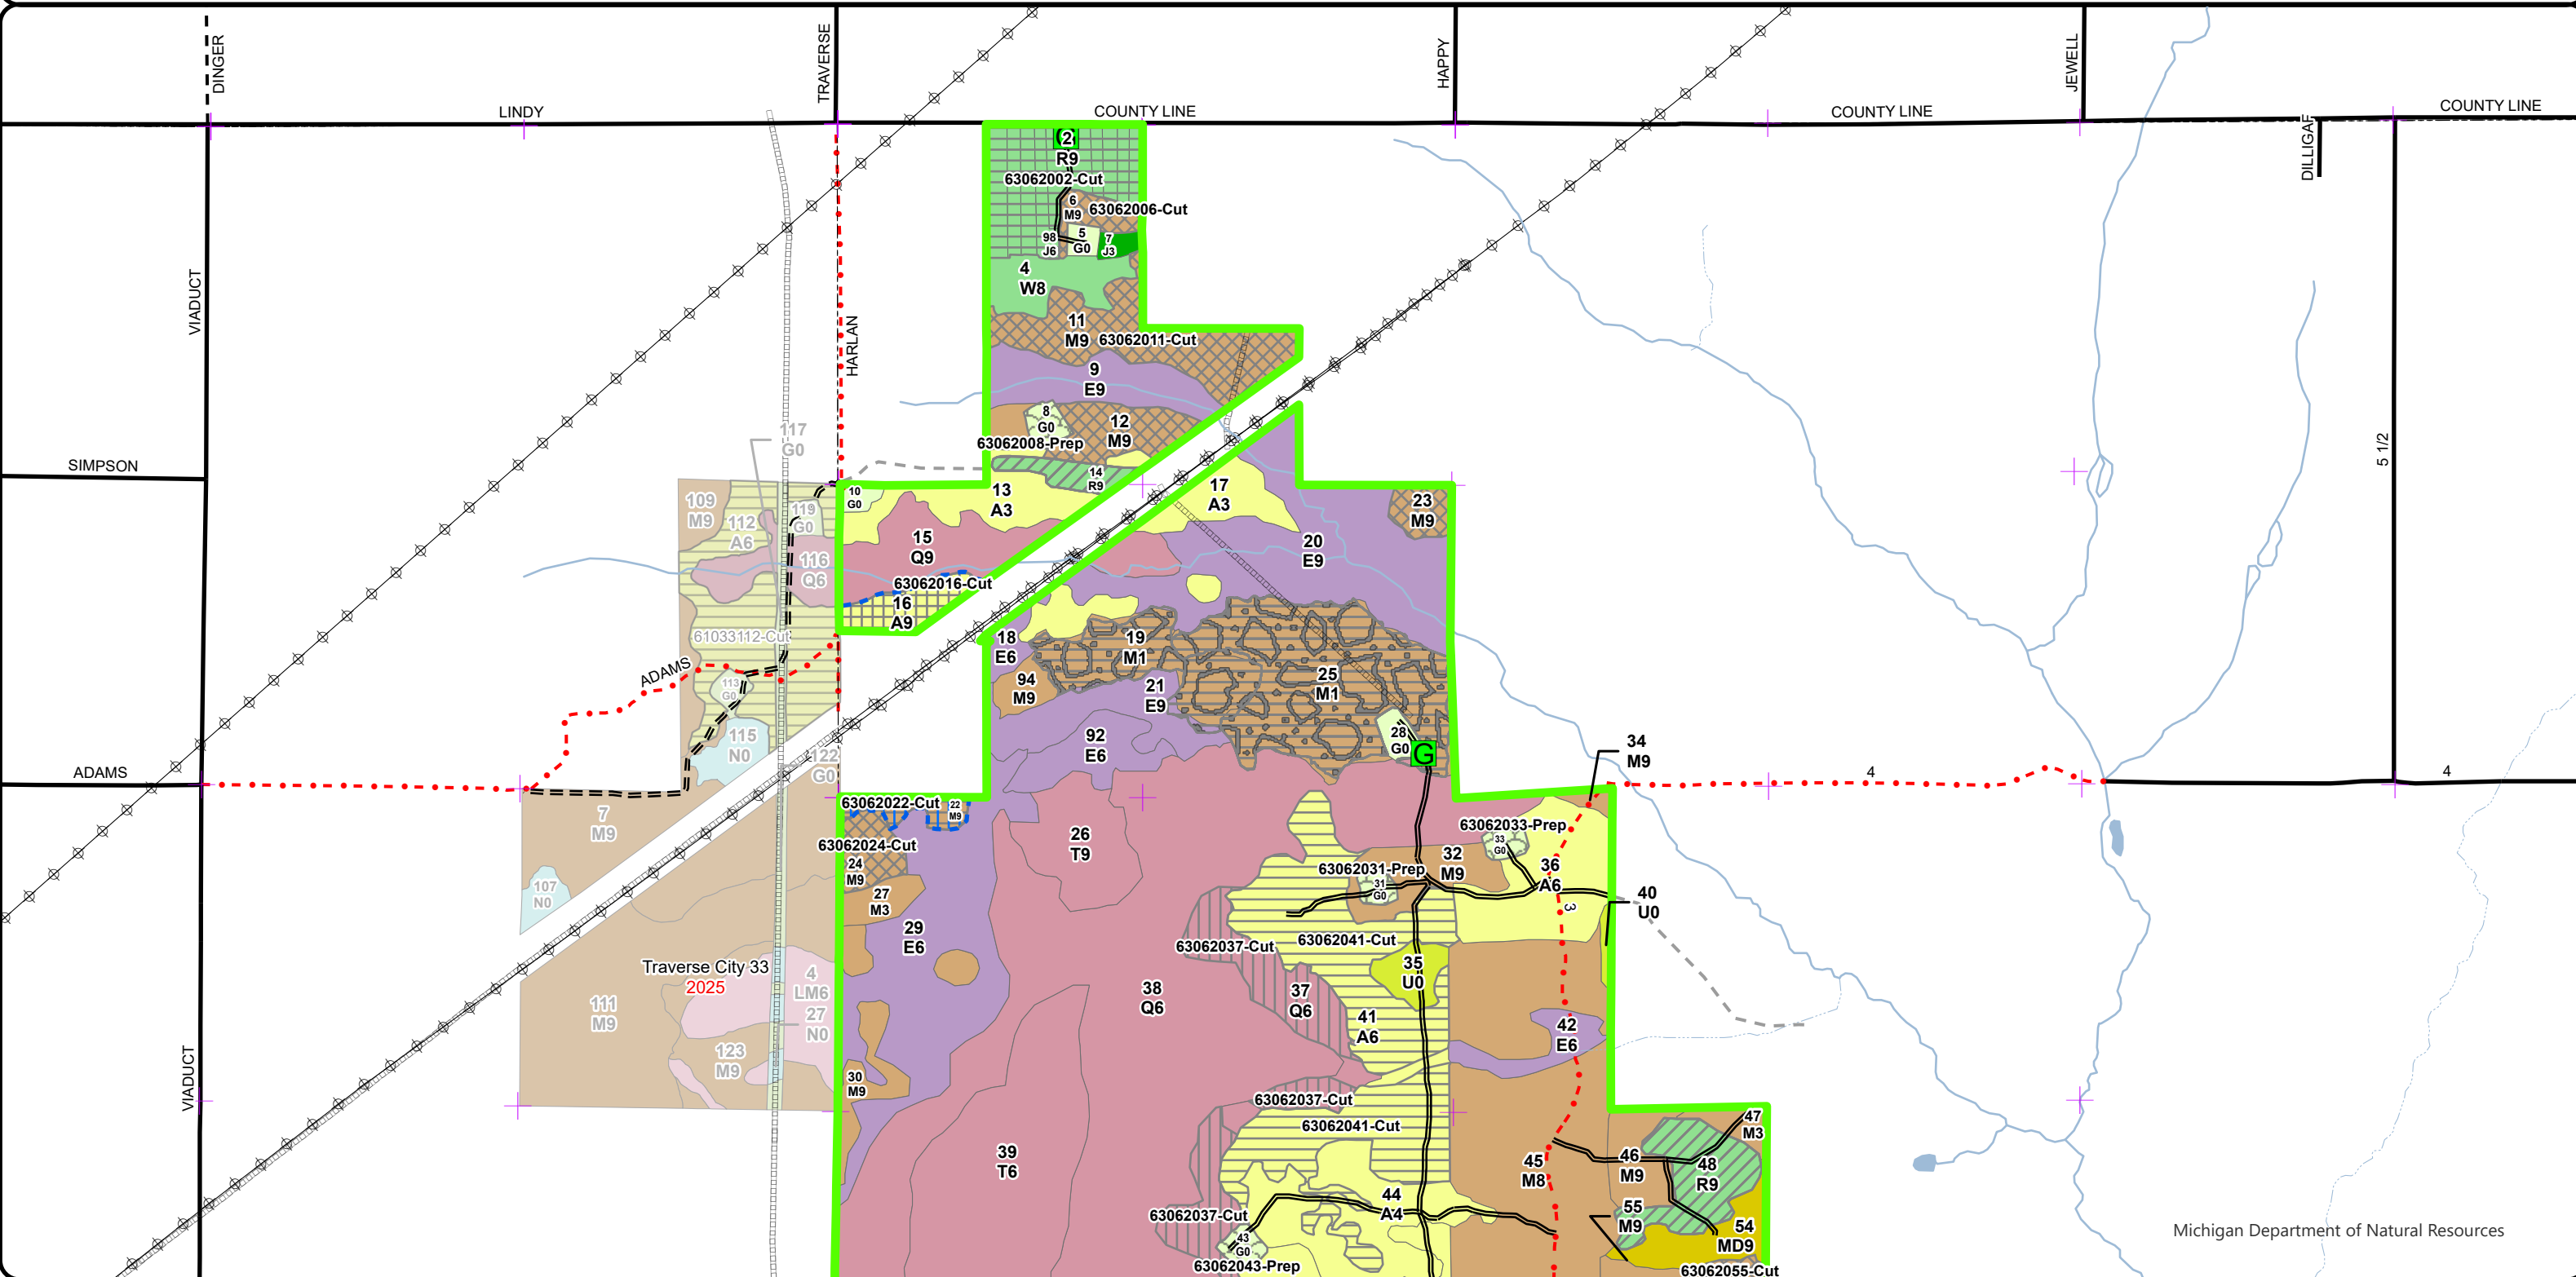 DINGER
TRAVERSE
HAPPY
JEWELL
LINDY
COUNTY LINE
COUNTY LINE
COUNTY LINE
DILLIGAF
2
R9
63062002-Cut
6
M9
63062006-Cut
98
J6
5
G0
7
J3
4
W8
VIADUCT
HARLAN
11
M9
63062011-Cut
9
E9
8
G0
12
M9
63062008-Prep
117
G0
SIMPSON
5 1/2
14
R9
13
A3
17
A3
10
G0
109
M9
112
A6
119
G0
23
M9
15
Q9
20
E9
116
Q6
63062016-Cut
16
A9
61033112-Cut
18
E6
19
M1
ADAMS
113
G0
94
M9
21
E9
25
M1
115
N0
122
G0
92
E6
28
G0
G
34
M9
ADAMS
4
4
7
M9
63062022-Cut
22
M9
63062024-Cut
24
M9
26
T9
63062033-Prep
33
G0
32
M9
36
A6
63062031-Prep
31
G0
107
N0
27
M3
3
40
U0
29
E6
63062037-Cut
63062041-Cut
35
U0
Traverse City 33
2025
4
LM6
27
N0
111
M9
38
Q6
37
Q6
41
A6
42
E6
123
M9
VIADUCT
30
M9
63062037-Cut
63062041-Cut
47
M3
39
T6
45
M8
46
M9
48
R9
44
A4
63062037-Cut
55
M9
54
MD9
43
G0
63062043-Prep
63062055-Cut
Michigan Department of Natural Resources